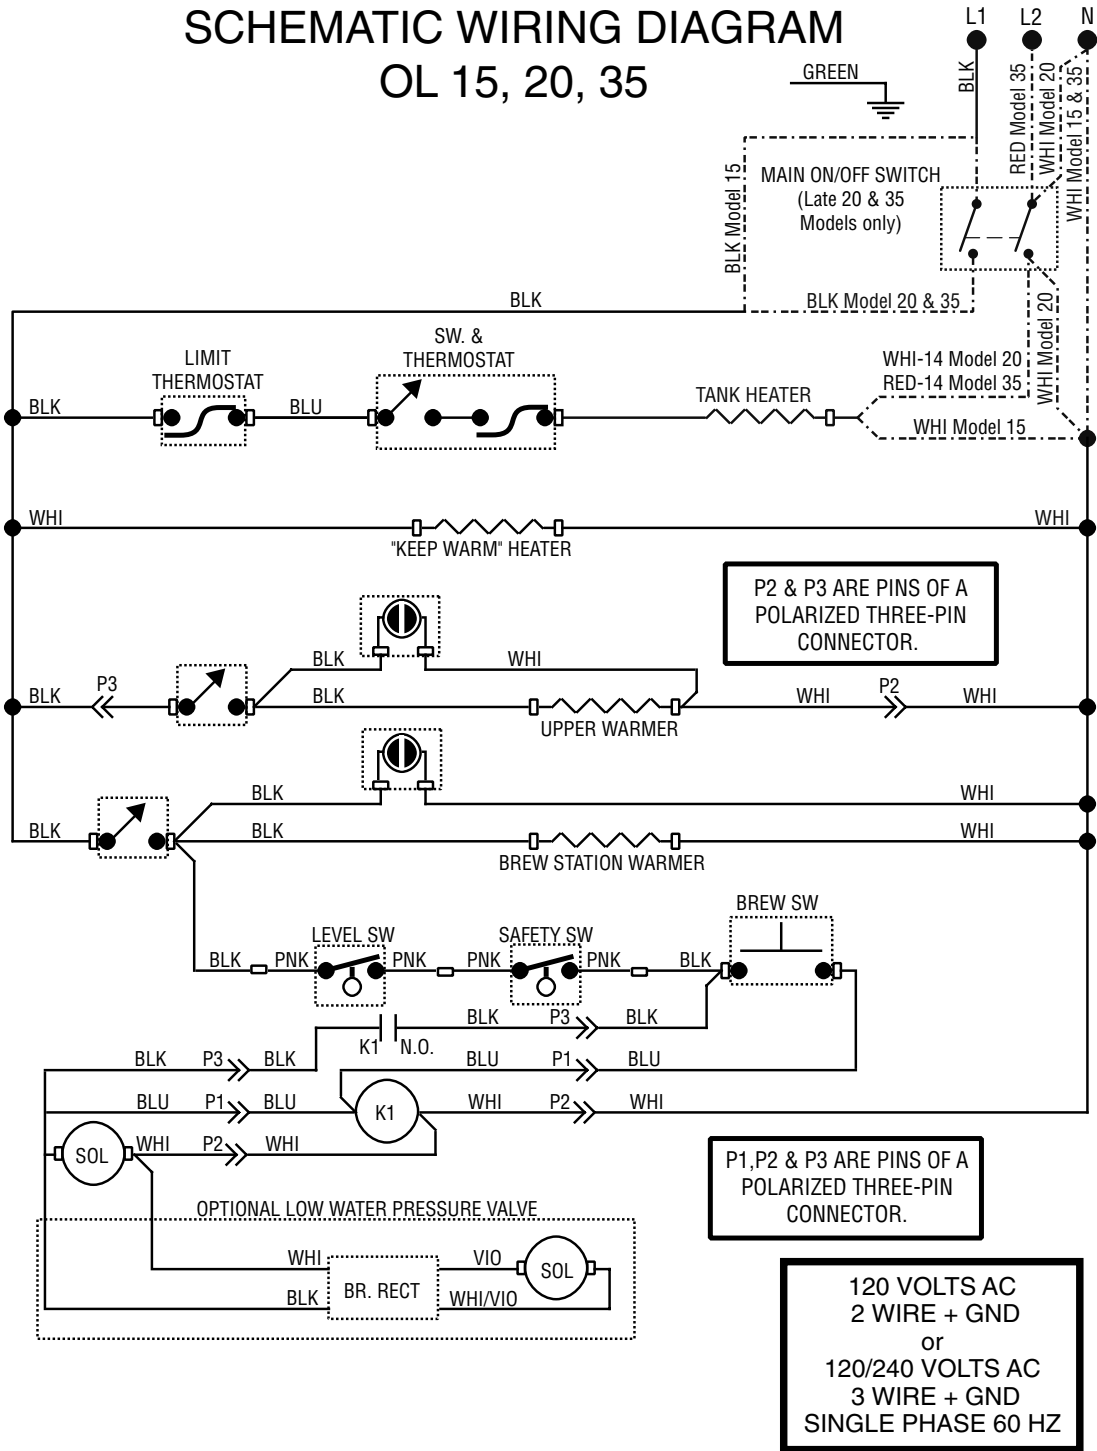 SCHEMATIC WIRING DIAGRAM
OL 15, 20, 35
L1
L2
N
GREEN
BLK
RED Model 35
WHI Model 20
WHI Model 15 & 35
BLK Model 15
MAIN ON/OFF SWITCH
(Late 20 & 35
Models only)
BLK
BLK Model 20 & 35
WHI Model 20
LIMIT
THERMOSTAT
SW. &
THERMOSTAT
WHI-14 Model 20
RED-14 Model 35
TANK HEATER
BLK
BLU
WHI Model 15
WHI
WHI
"KEEP WARM" HEATER
P2 & P3 ARE PINS OF A
POLARIZED THREE-PIN
CONNECTOR.
BLK
WHI
BLK
P3
BLK
WHI
P2
WHI
UPPER WARMER
BLK
WHI
BLK
BLK
WHI
BREW STATION WARMER
BREW SW
LEVEL SW
SAFETY SW
BLK
PNK
PNK
PNK
PNK
BLK
K1
N.O.
BLK
P3
BLK
BLK
P3
BLK
BLU
P1
BLU
BLU
P1
BLU
K1
WHI
P2
WHI
SOL
WHI
P2
WHI
P1,P2 & P3 ARE PINS OF A
POLARIZED THREE-PIN
CONNECTOR.
OPTIONAL LOW WATER PRESSURE VALVE
WHI
BR. RECT
VIO
SOL
BLK
WHI/VIO
120 VOLTS AC
2 WIRE + GND
or
120/240 VOLTS AC
3 WIRE + GND
SINGLE PHASE 60 HZ